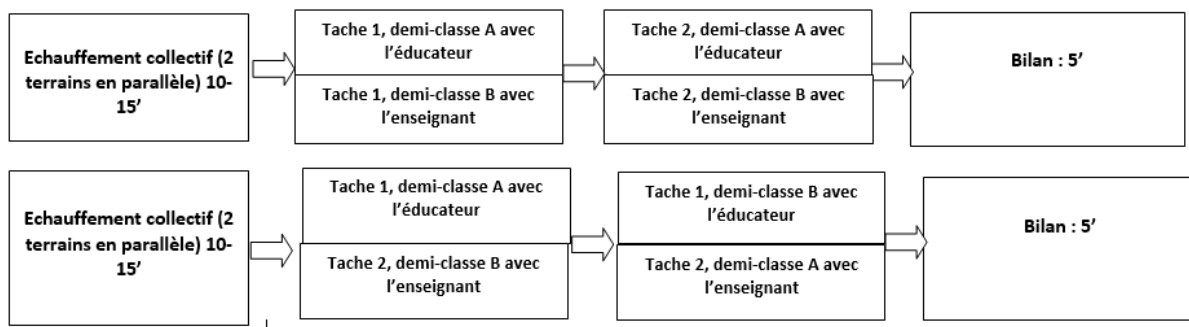 Echauffement collectif (2
terrains en parallèle) 10-
15’
Tache 1, demi-classe A avec
l’éducateur
Tache 1, demi-classe B avec
l’enseignant
Tache 2, demi-classe A avec
l’éducateur
Tache 2, demi-classe B avec
l’enseignant
Bilan : 5’
Echauffement collectif (2
terrains en parallèle) 10-
15’
Tache 1, demi-classe A avec
l’éducateur
Tache 2, demi-classe B avec
l’enseignant
Tache 1, demi-classe B avec
l’éducateur
Tache 2, demi-classe A avec
l’enseignant
Bilan : 5’